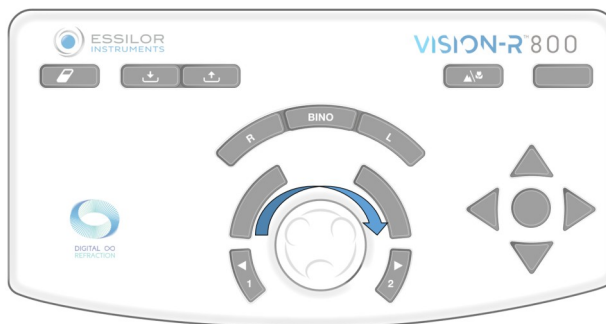 ESSILOR
INSTRUMENTS
VISION-R™800
R
BINO
L
1
2
DIGITAL ∞
REFRACTION